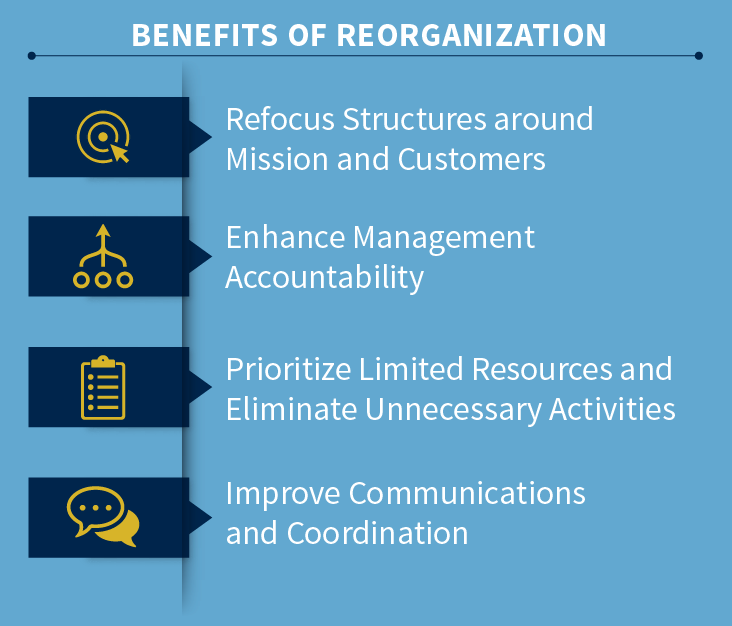 BENEFITS OF REORGANIZATION
Refocus Structures around
Mission and Customers
Enhance Management
Accountability
Prioritize Limited Resources and
Eliminate Unnecessary Activities
Improve Communications
and Coordination